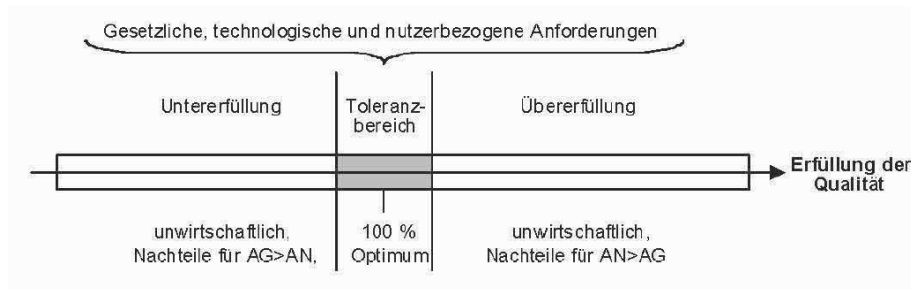 Gesetzliche, technologische und nutzerbezogene Anforderungen
Untererfüllung
Toleranz-
bereich
Übererfüllung
Erfüllung der
Qualität
unwirtschaftlich,
Nachteile für AG>AN,
100 %
Optimum
unwirtschaftlich,
Nachteile für AN>AG